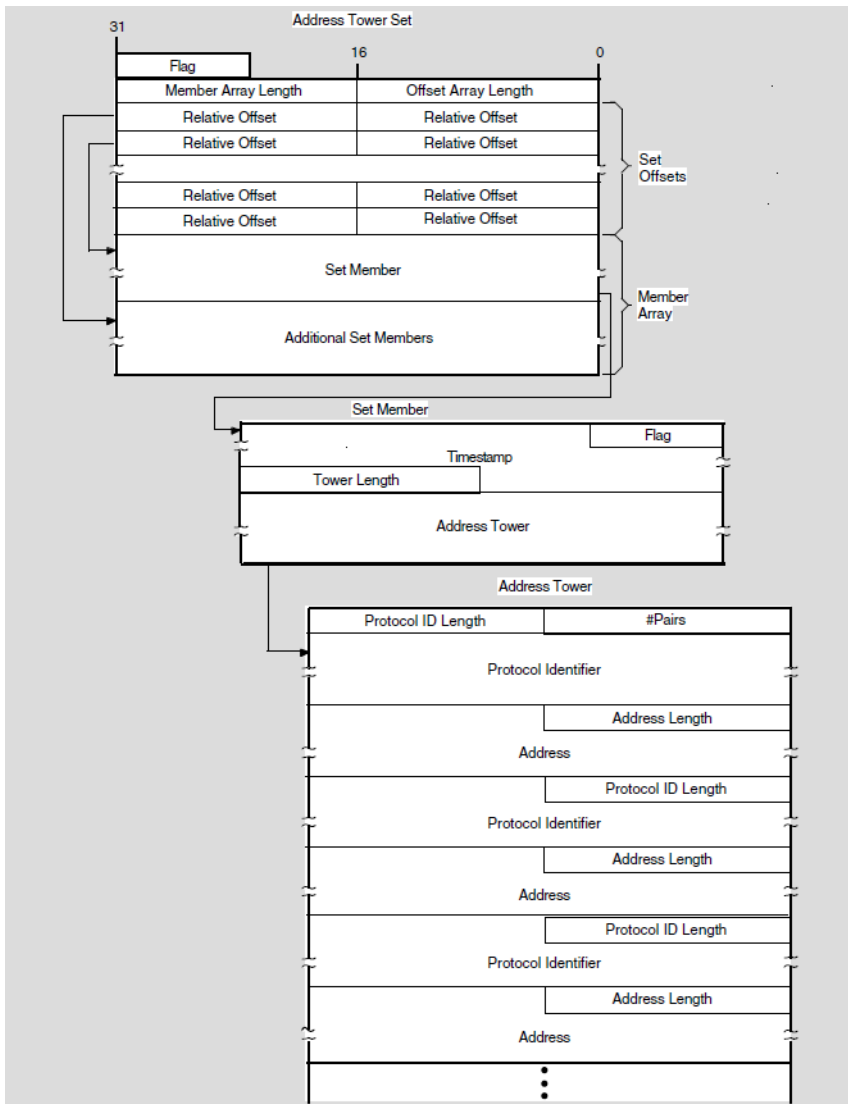 Address Tower Set
31
16
0
Flag
Member Array Length Offset Array Length
Relative Offset Relative Offset
Relative Offset Relative Offset
Set
Offsets
Relative Offset Relative Offset
Relative Offset Relative Offset
Set Member
Member
Array
Additional Set Members
Set Member
Flag
Timestamp
Tower Length
Address Tower
Address Tower
Protocol ID Length #Pairs
Protocol Identifier
Address Length
Address
Protocol ID Length
Protocol Identifier
Address Length
Address
Protocol ID Length
Protocol Identifier
Address Length
Address